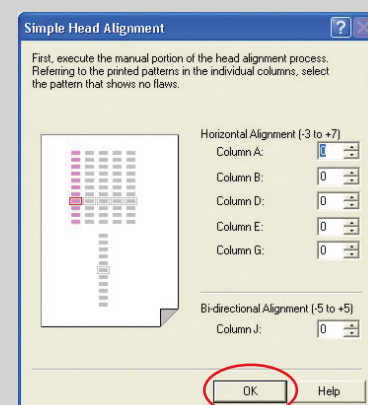 Simple Head Alignment
First, execute the manual portion of the head alignment process.
Referring to the printed patterns in the individual columns, select
the pattern that shows no flaws.
Horizontal Alignment (-3 to +7)
Column A: 0
Column B: 0
Column D: 0
Column E: 0
Column G: 0
Bi-directional Alignment (-5 to +5)
Column J: 0
OK Help